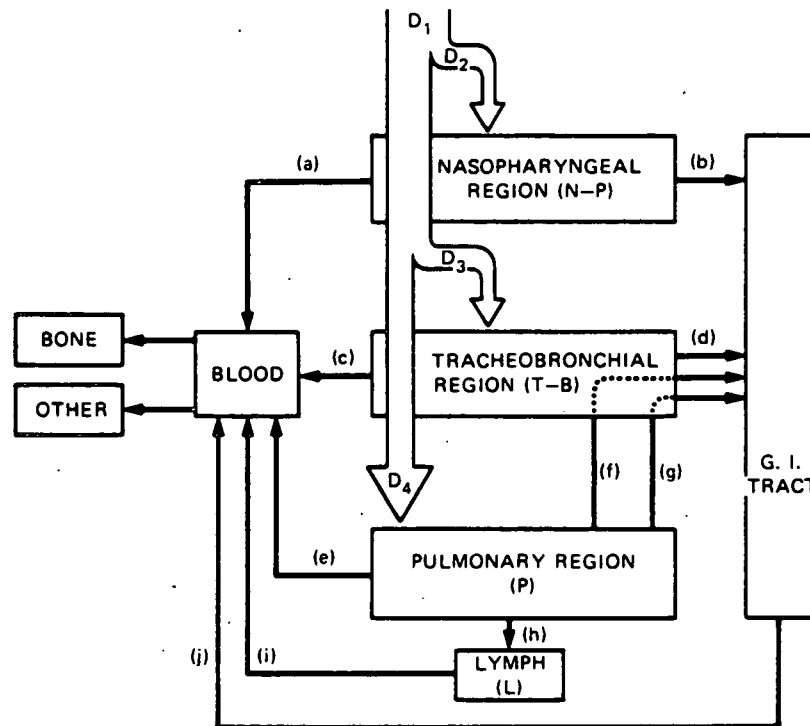 D1
D2
(a)
NASOPHARYNGEAL
REGION (N–P)
(b)
D3
BONE
OTHER
BLOOD
(c)
TRACHEOBRONCHIAL
REGION (T–B)
(d)
D4
(f)
(g)
G. I.
TRACT
(e)
PULMONARY REGION
(P)
(h)
(j)
(i)
LYMPH
(L)